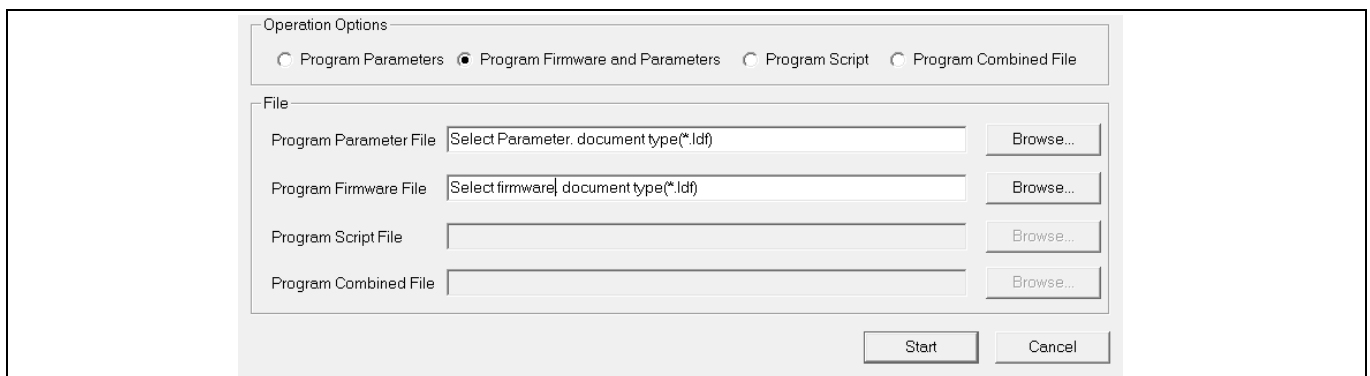 Operation Options
Program Parameters Program Firmware and Parameters Program Script Program Combined File
File
Program Parameter File Select Parameter. document type(*.ldf) Browse...
Program Firmware File Select firmware. document type(*.ldf) Browse...
Program Script File Browse...
Program Combined File Browse...
Start Cancel